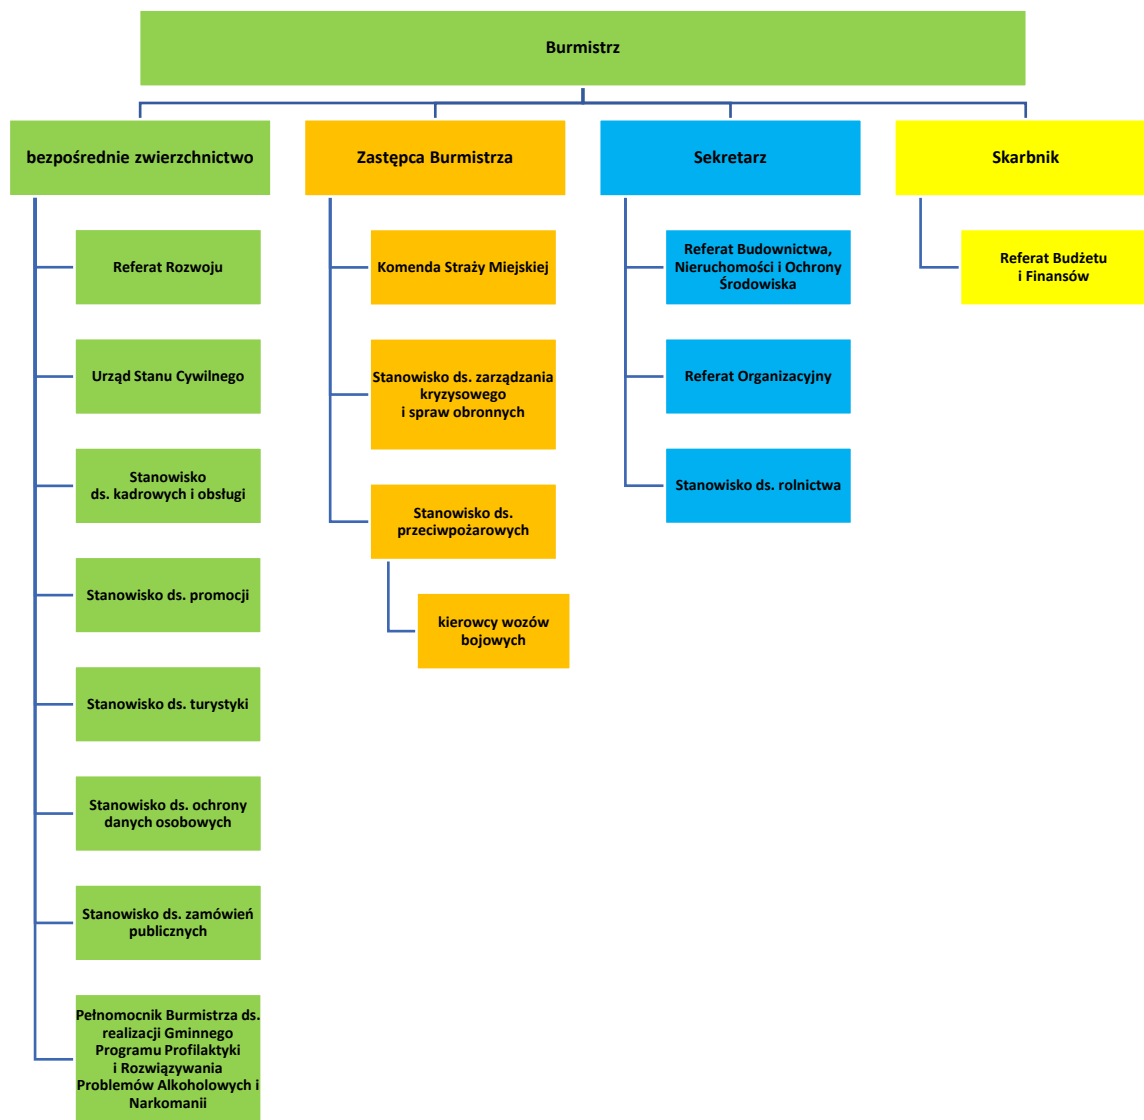 Burmistrz
bezpośrednie zwierzchnictwo
Zastępca Burmistrza
Sekretarz
Skarbnik
Referat Rozwoju
Urząd Stanu Cywilnego
Stanowisko
ds. kadrowych i obsługi
Stanowisko ds. promocji
Stanowisko ds. turystyki
Stanowisko ds. ochrony
danych osobowych
Stanowisko ds. zamówień
publicznych
Pełnomocnik Burmistrza ds.
realizacji Gminnego
Programu Profilaktyki
i Rozwiązywania
Problemów Alkoholowych i
Narkomanii
Komenda Straży Miejskiej
Stanowisko ds. zarządzania
kryzysowego
i spraw obronnych
Stanowisko ds.
przeciwpożarowych
kierowcy wozów
bojowych
Referat Budownictwa,
Nieruchomości i Ochrony
Środowiska
Referat Organizacyjny
Stanowisko ds. rolnictwa
Referat Budżetu
i Finansów